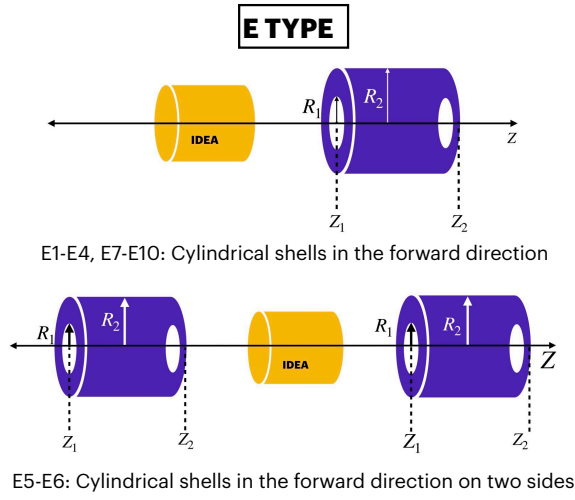 E TYPE
R₁
R₂
IDEA
Z
Z₁
Z₂
E1-E4, E7-E10: Cylindrical shells in the forward direction
R₁
R₂
R₁
R₂
IDEA
Z
Z₁
Z₂
Z₁
Z₂
E5-E6: Cylindrical shells in the forward direction on two sides